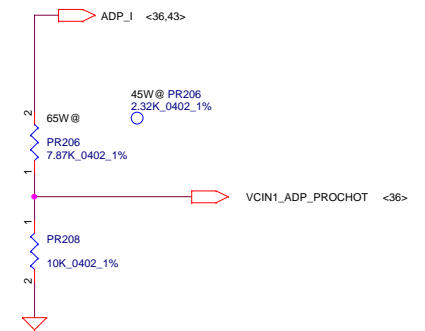 ADP_I <36,43>
45W@ PR206
2.32K_0402_1%
2
65W@
PR206
7.87K_0402_1%
1
VCIN1_ADP_PROCHOT <36>
1
PR208
10K_0402_1%
2